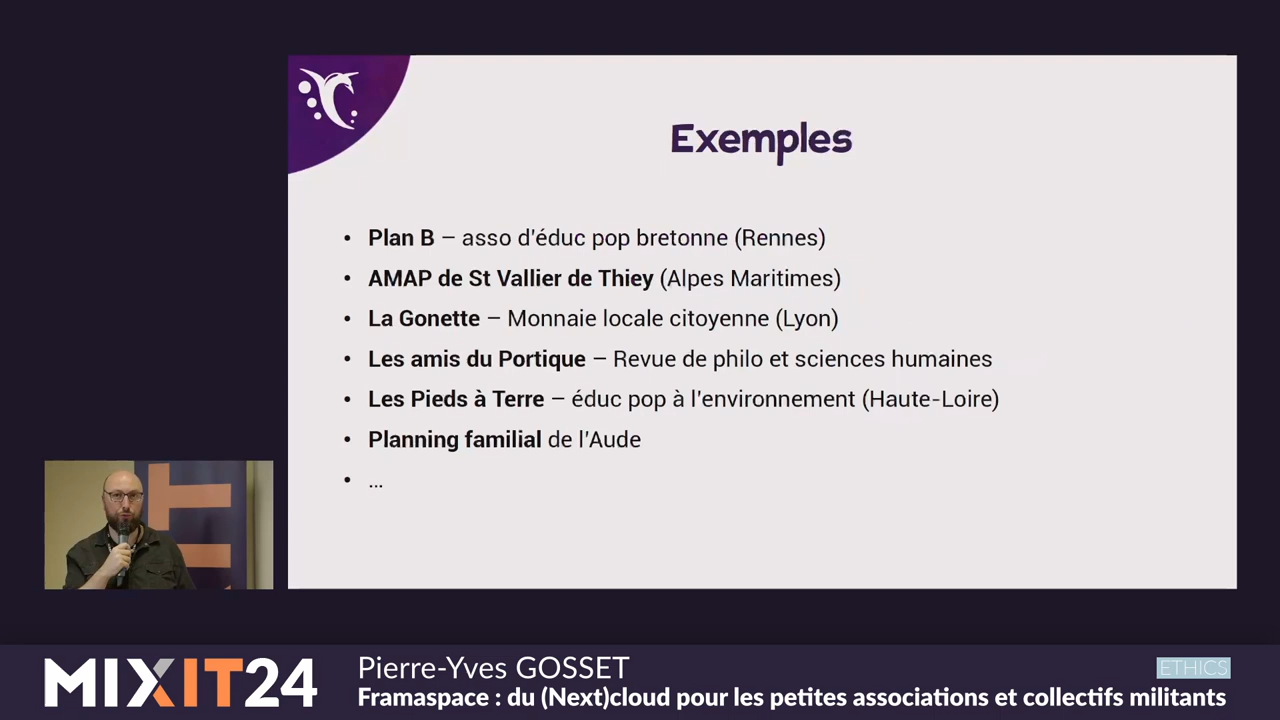 Exemples
• Plan B – asso d'éduc pop bretonne (Rennes)
• AMAP de St Vallier de Thiey (Alpes Maritimes)
• La Gonette – Monnaie locale citoyenne (Lyon)
• Les amis du Portique – Revue de philo et sciences humaines
• Les Pieds à Terre – éduc pop à l'environnement (Haute-Loire)
• Planning familial de l'Aude
• ...
MIXIT24
Pierre-Yves GOSSET
ETHICS
Framaspace : du (Next)cloud pour les petites associations et collectifs militants